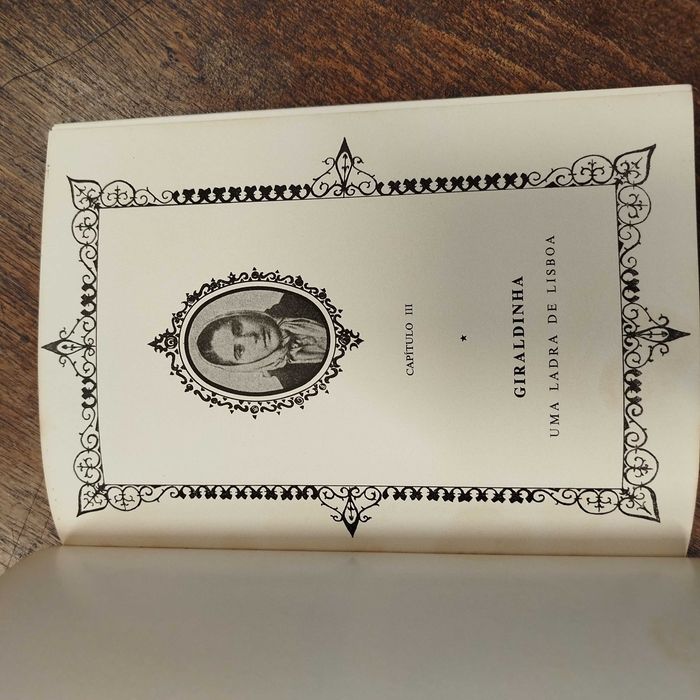 CAPÍTULO III
*
GIRALDINHA
UMA LADRA DE LISBOA